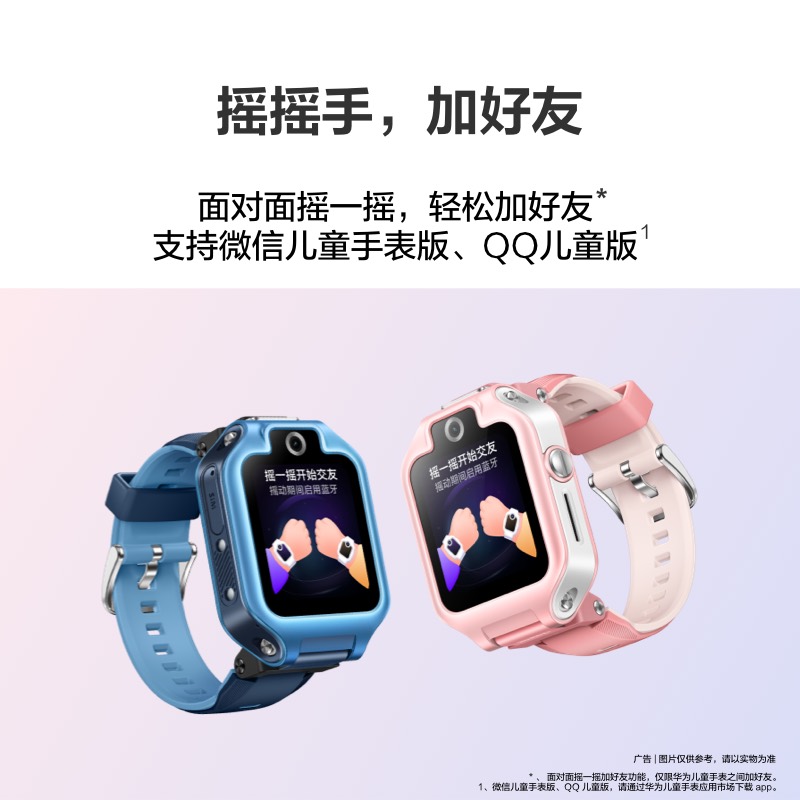 摇摇手，加好友
面对面摇一摇，轻松加好友*
支持微信儿童手表版、QQ儿童版1
摇一摇开始交友
摇动期间启用蓝牙
摇一摇开始交友
摇动期间启用蓝牙
广告 | 图片仅供参考，请以实物为准
*、 面对面摇一摇加好友功能，仅限华为儿童手表之间加好友。
1、微信儿童手表版、QQ 儿童版，请通过华为儿童手表应用市场下载 app。